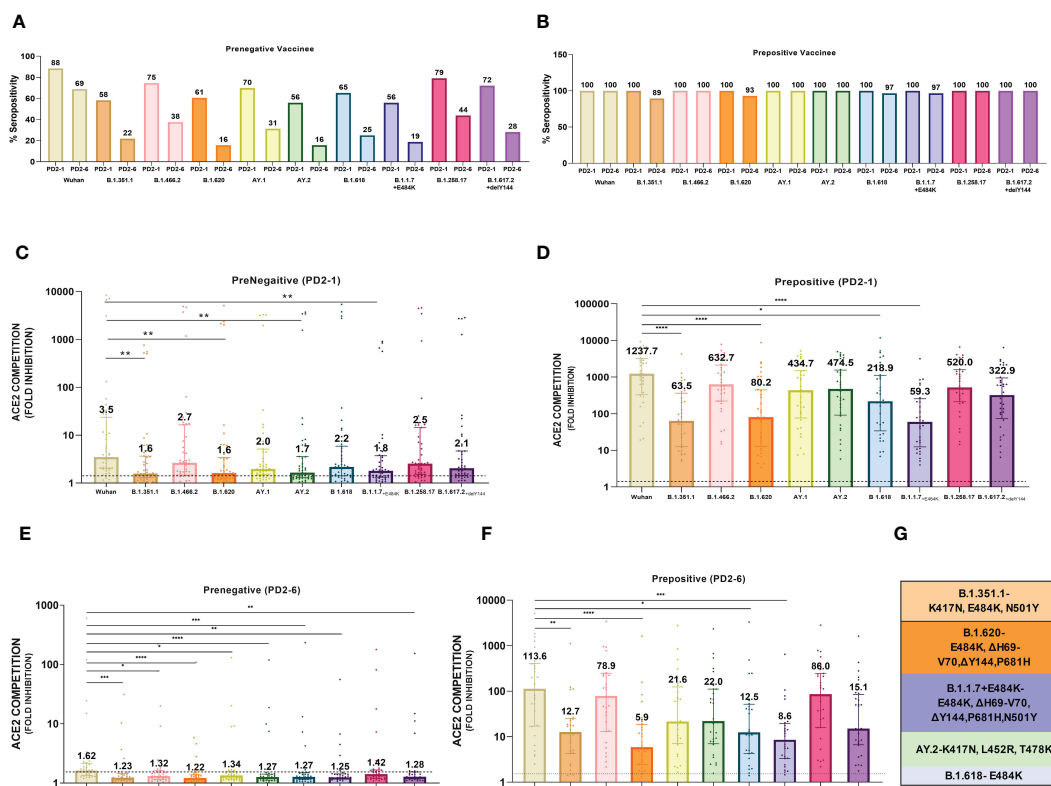 A
Prenegative Vaccinee
% Seropositivity
100
80
60
40
20
0
88
69
58
22
75
38
61
16
70
31
56
16
65
25
56
19
79
44
72
28
PD2-1 PD2-6 PD2-1 PD2-6 PD2-1 PD2-6 PD2-1 PD2-6 PD2-1 PD2-6 PD2-1 PD2-6 PD2-1 PD2-6 PD2-1 PD2-6 PD2-1 PD2-6 PD2-1 PD2-6
Wuhan B.1.351.1 B.1.466.2 B.1.620 AY.1 AY.2 B.1.618 B.1.1.7 +E484K B.1.258.17 B.1.617.2 +delY144
B
Prepositive Vaccinee
% Seropositivity
150
100
50
0
100 100 100 89 100 100 100 93 100 100 100 100 100 97 100 97 100 100 100 100
PD2-1 PD2-6 PD2-1 PD2-6 PD2-1 PD2-6 PD2-1 PD2-6 PD2-1 PD2-6 PD2-1 PD2-6 PD2-1 PD2-6 PD2-1 PD2-6 PD2-1 PD2-6 PD2-1 PD2-6
Wuhan B.1.351.1 B.1.466.2 B.1.620 AY.1 AY.2 B.1.618 B.1.1.7 +E484K B.1.258.17 B.1.617.2 +delY144
C
PreNegaitive (PD2-1)
ACE2 COMPETITION
(FOLD INHIBITION)
10000
1000
100
10
1
**
**
**
**
3.5 1.6 2.7 1.6 2.0 1.7 2.2 1.8 2.5 2.1
Wuhan B.1.351.1 B.1.466.2 B.1.620 AY.1 AY.2 B 1.618 B.1.1.7+E484K B.1.258.17 B.1.617.2+delY144
D
Prepositive (PD2-1)
ACE2 COMPETITION
(FOLD INHIBITION)
100000
10000
1000
100
10
1
****
*
****
****
1237.7 63.5 632.7 80.2 434.7 474.5 218.9 59.3 520.0 322.9
Wuhan B.1.351.1 B.1.466.2 B.1.620 AY.1 AY.2 B 1.618 B.1.1.7+E484K B.1.258.17 B.1.617.2+delY144
E
Prenegative (PD2-6)
ACE2 COMPETITION
(FOLD INHIBITION)
1000
100
10
1
**
***
**
****
*
****
*
***
1.62 1.23 1.32 1.22 1.34 1.27 1.27 1.25 1.42 1.28
F
Prepositive (PD2-6)
ACE2 COMPETITION
(FOLD INHIBITION)
10000
1000
100
10
1
***
*
****
**
113.6 12.7 78.9 5.9 21.6 22.0 12.5 8.6 86.0 15.1
G
B.1.351.1-
K417N, E484K, N501Y
B.1.620-
E484K, ΔH69-
V70,ΔY144,P681H
B.1.1.7+E484K-
E484K, ΔH69-V70,
ΔY144,P681H,N501Y
AY.2-K417N, L452R, T478K
B.1.618- E484K